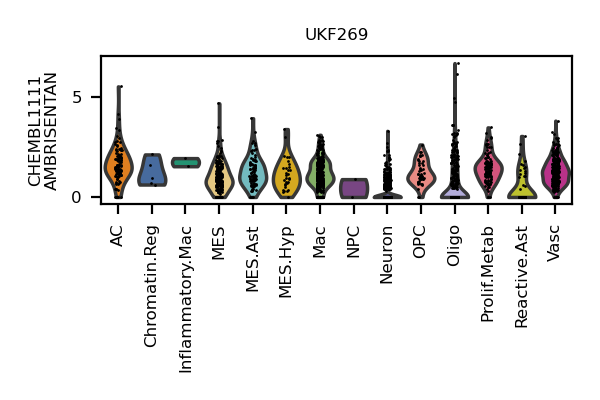 UKF269
CHEMBL1111
AMBRISENTAN
5
0
AC
Chromatin.Reg
Inflammatory.Mac
MES
MES.Ast
MES.Hyp
Mac
NPC
Neuron
OPC
Oligo
Prolif.Metab
Reactive.Ast
Vasc